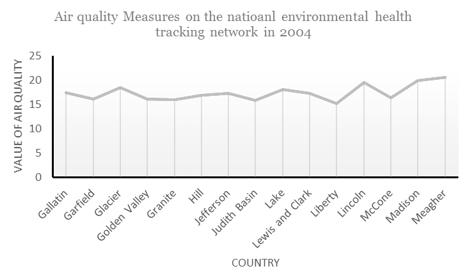 Air quality Measures on the natioanl environmental health
tracking network in 2004
VALUE OF AIR QUALITY
25
20
15
10
5
0
Gallatin
Garfield
Glacier
Golden Valley
Granite
Hill
Jefferson
Judith Basin
Lake
Lewis and Clark
Liberty
Lincoln
McCone
Madison
Meagher
COUNTRY